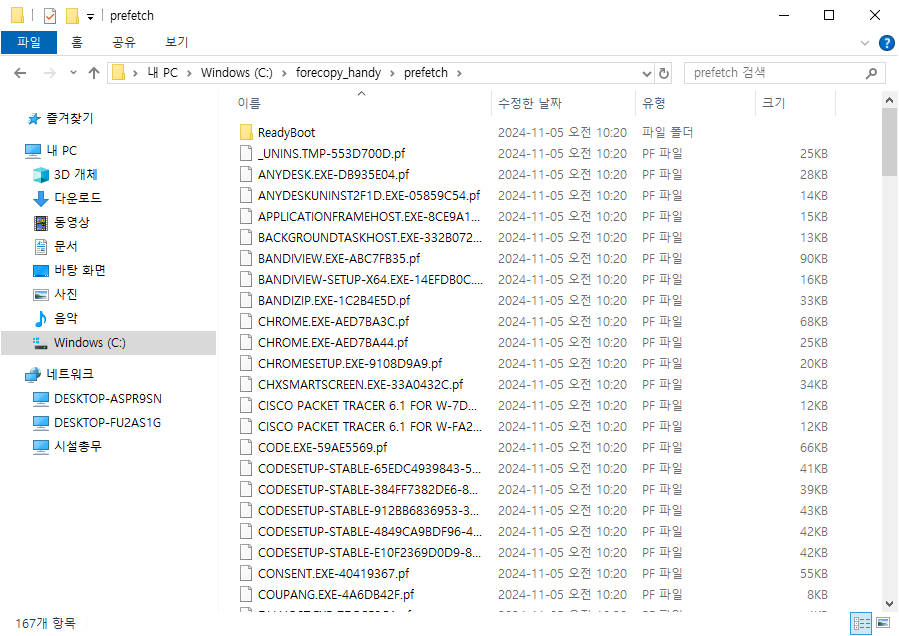 prefetch
파일 홈 공유 보기
내 PC Windows (C:) forecopy_handy prefetch prefetch 검색
이름 수정한 날짜 유형 크기
즐겨찾기
내 PC
3D 개체
다운로드
동영상
문서
바탕 화면
사진
음악
Windows (C:)
네트워크
DESKTOP-ASPR9SN
DESKTOP-FU2AS1G
시설총무
ReadyBoot 2024-11-05 오전 10:20 파일 폴더
_UNINS.TMP-553D700D.pf 2024-11-05 오전 10:20 PF 파일 25KB
ANYDESK.EXE-DB935E04.pf 2024-11-05 오전 10:20 PF 파일 28KB
ANYDESKUNINST2F1D.EXE-05859C54.pf 2024-11-05 오전 10:20 PF 파일 14KB
APPLICATIONFRAMEHOST.EXE-8CE9A1... 2024-11-05 오전 10:20 PF 파일 15KB
BACKGROUNDTASKHOST.EXE-332B072... 2024-11-05 오전 10:20 PF 파일 13KB
BANDIVIEW.EXE-ABC7FB35.pf 2024-11-05 오전 10:20 PF 파일 90KB
BANDIVIEW-SETUP-X64.EXE-14EFDB0C.... 2024-11-05 오전 10:20 PF 파일 16KB
BANDIZIP.EXE-1C2B4E5D.pf 2024-11-05 오전 10:20 PF 파일 33KB
CHROME.EXE-AED7BA3C.pf 2024-11-05 오전 10:20 PF 파일 68KB
CHROME.EXE-AED7BA44.pf 2024-11-05 오전 10:20 PF 파일 25KB
CHROMESETUP.EXE-9108D9A9.pf 2024-11-05 오전 10:20 PF 파일 20KB
CHXSMARTSCREEN.EXE-33A0432C.pf 2024-11-05 오전 10:20 PF 파일 34KB
CISCO PACKET TRACER 6.1 FOR W-7D... 2024-11-05 오전 10:20 PF 파일 12KB
CISCO PACKET TRACER 6.1 FOR W-FA2... 2024-11-05 오전 10:20 PF 파일 12KB
CODE.EXE-59AE5569.pf 2024-11-05 오전 10:20 PF 파일 66KB
CODESETUP-STABLE-65EDC4939843-5... 2024-11-05 오전 10:20 PF 파일 41KB
CODESETUP-STABLE-384FF7382DE6-8... 2024-11-05 오전 10:20 PF 파일 39KB
CODESETUP-STABLE-912BB6836953-3... 2024-11-05 오전 10:20 PF 파일 43KB
CODESETUP-STABLE-4849CA9BDF96-4... 2024-11-05 오전 10:20 PF 파일 42KB
CODESETUP-STABLE-E10F2369D0D9-8... 2024-11-05 오전 10:20 PF 파일 42KB
CONSENT.EXE-40419367.pf 2024-11-05 오전 10:20 PF 파일 55KB
COUPANG.EXE-4A6DB42F.pf 2024-11-05 오전 10:20 PF 파일 8KB
167개 항목